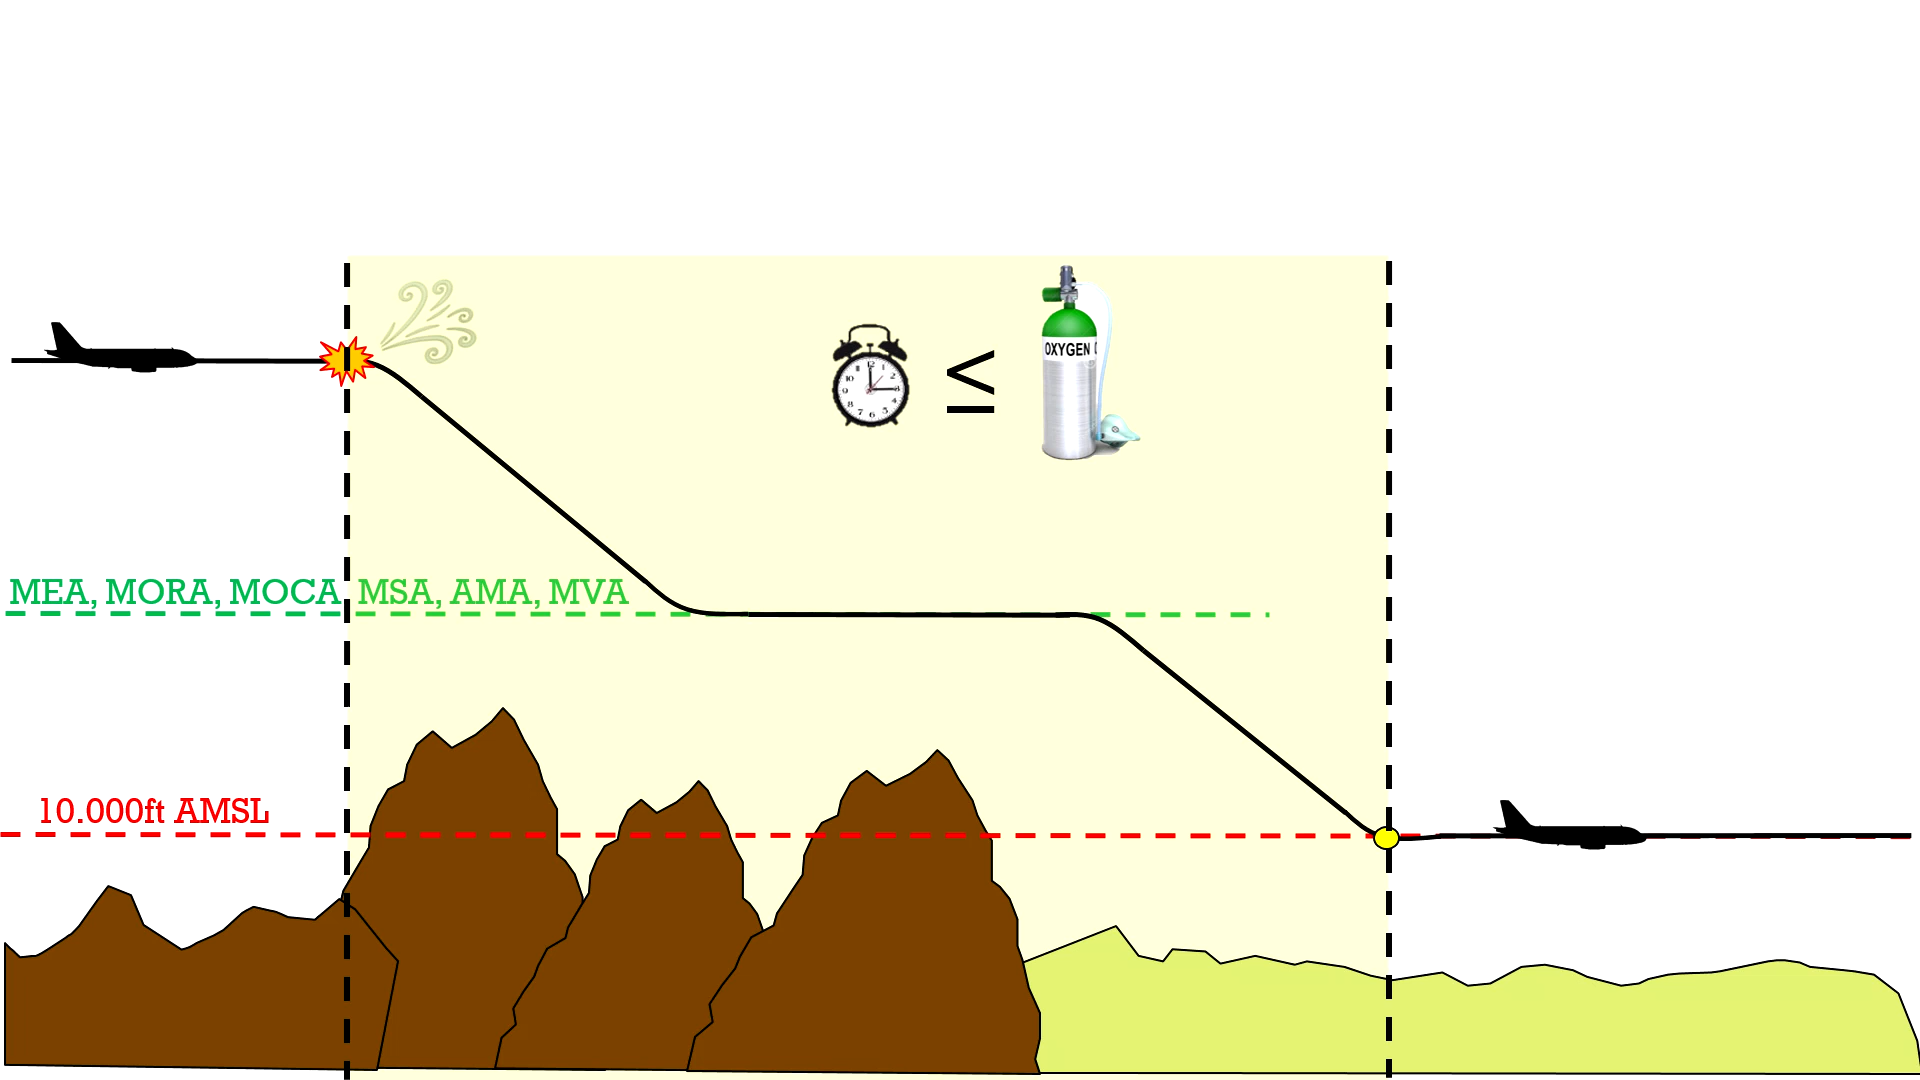 OXYGEN
≤
MEA, MORA, MOCA MSA, AMA, MVA
10.000ft AMSL